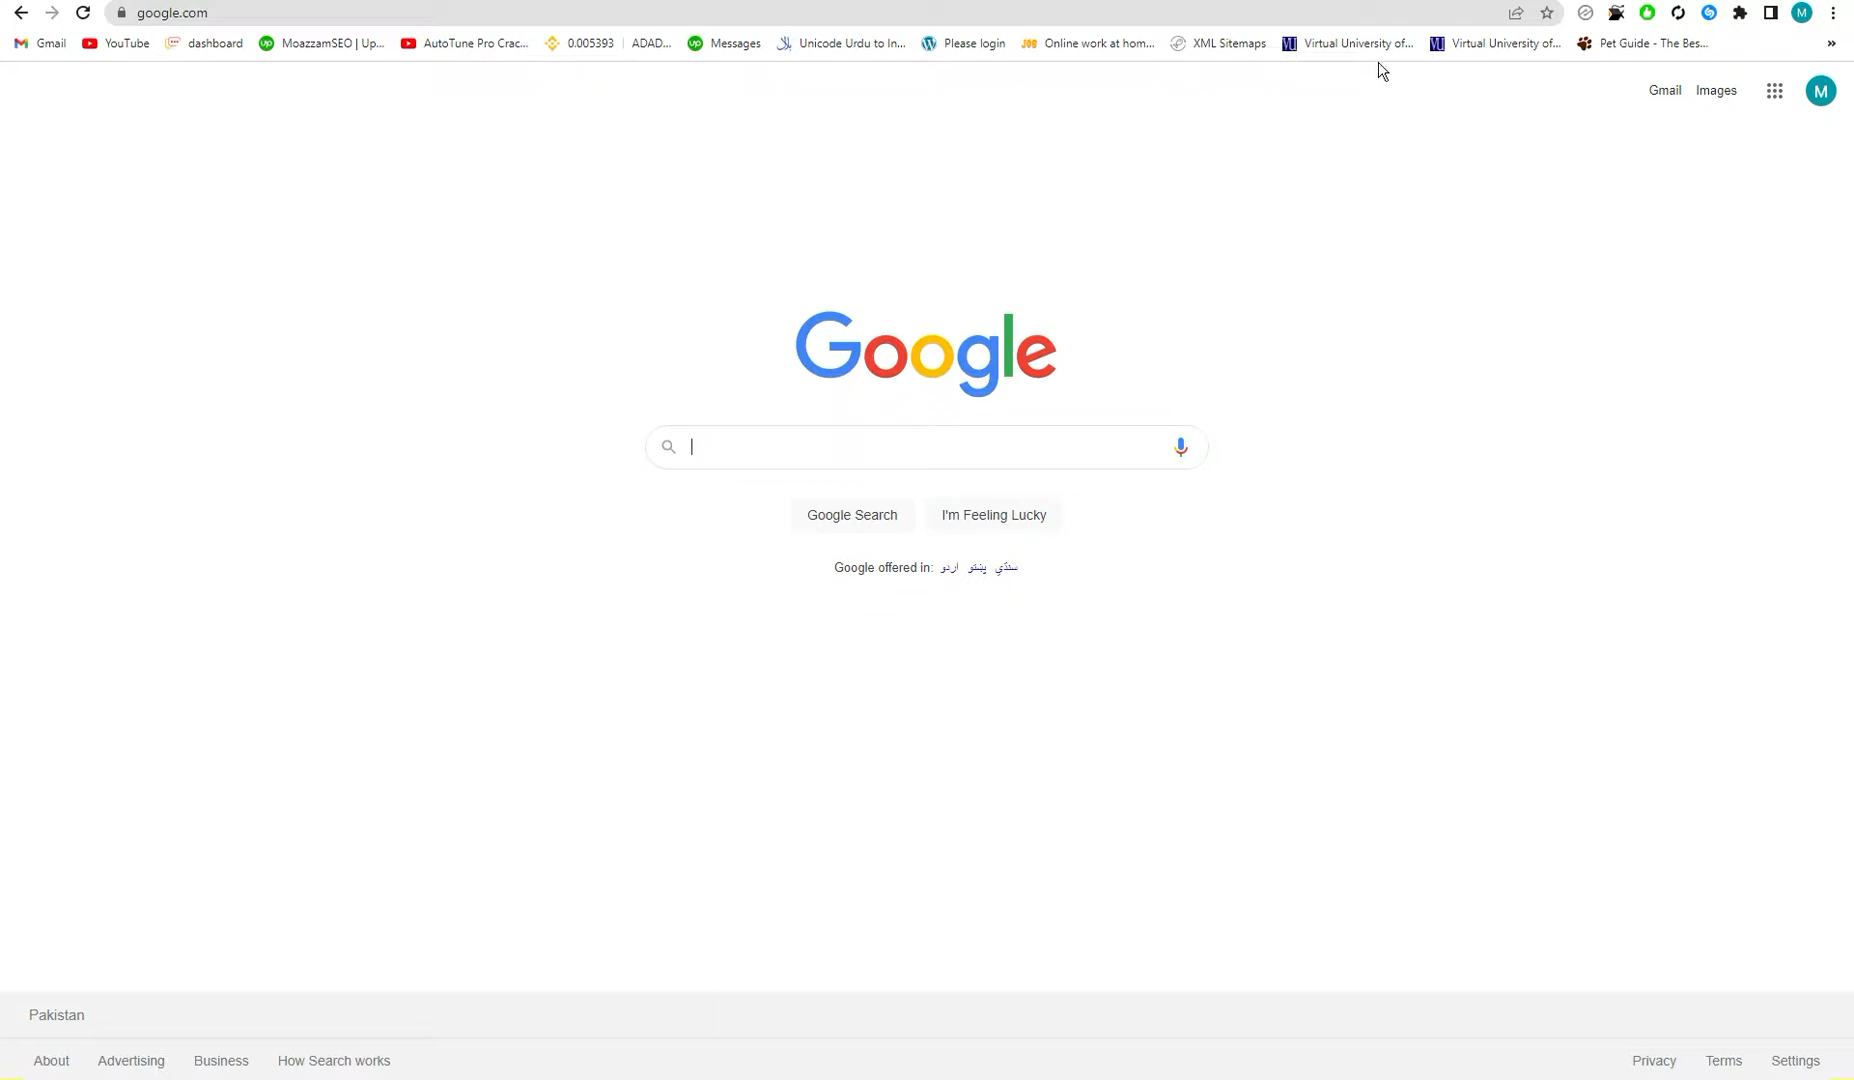 google.com M
Gmail YouTube dashboard MoazzamSEO | Up... AutoTune Pro Crac... 0.005393 ADAD... Messages Unicode Urdu to In... Please login Online work at hom... XML Sitemaps Virtual University of... Virtual University of... Pet Guide - The Bes... »
Gmail Images M
Google
Google Search I'm Feeling Lucky
Google offered in: اردو پښتو سنڌي
Pakistan
About Advertising Business How Search works Privacy Terms Settings